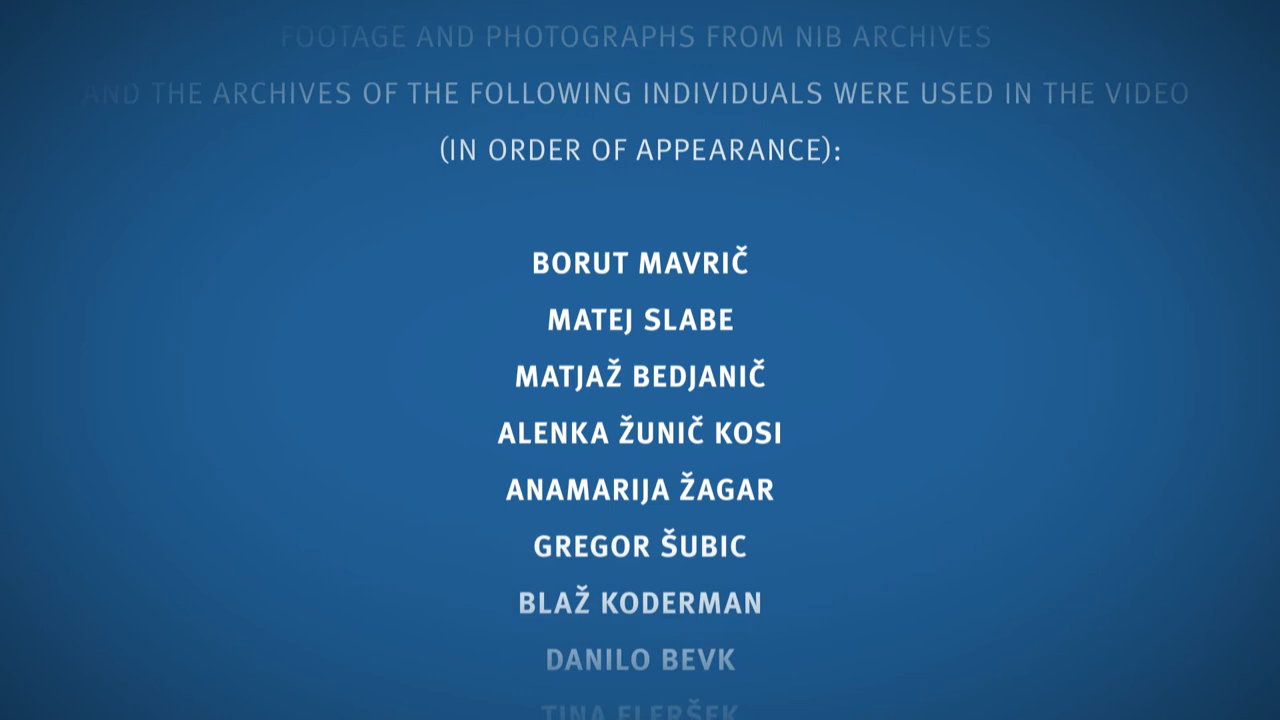 FOOTAGE AND PHOTOGRAPHS FROM NIB ARCHIVES
AND THE ARCHIVES OF THE FOLLOWING INDIVIDUALS WERE USED IN THE VIDEO
(IN ORDER OF APPEARANCE):
BORUT MAVRIČ
MATEJ SLABE
MATJAŽ BEDJANIČ
ALENKA ŽUNIČ KOSI
ANAMARIJA ŽAGAR
GREGOR ŠUBIC
BLAŽ KODERMAN
DANILO BEVK
TINA